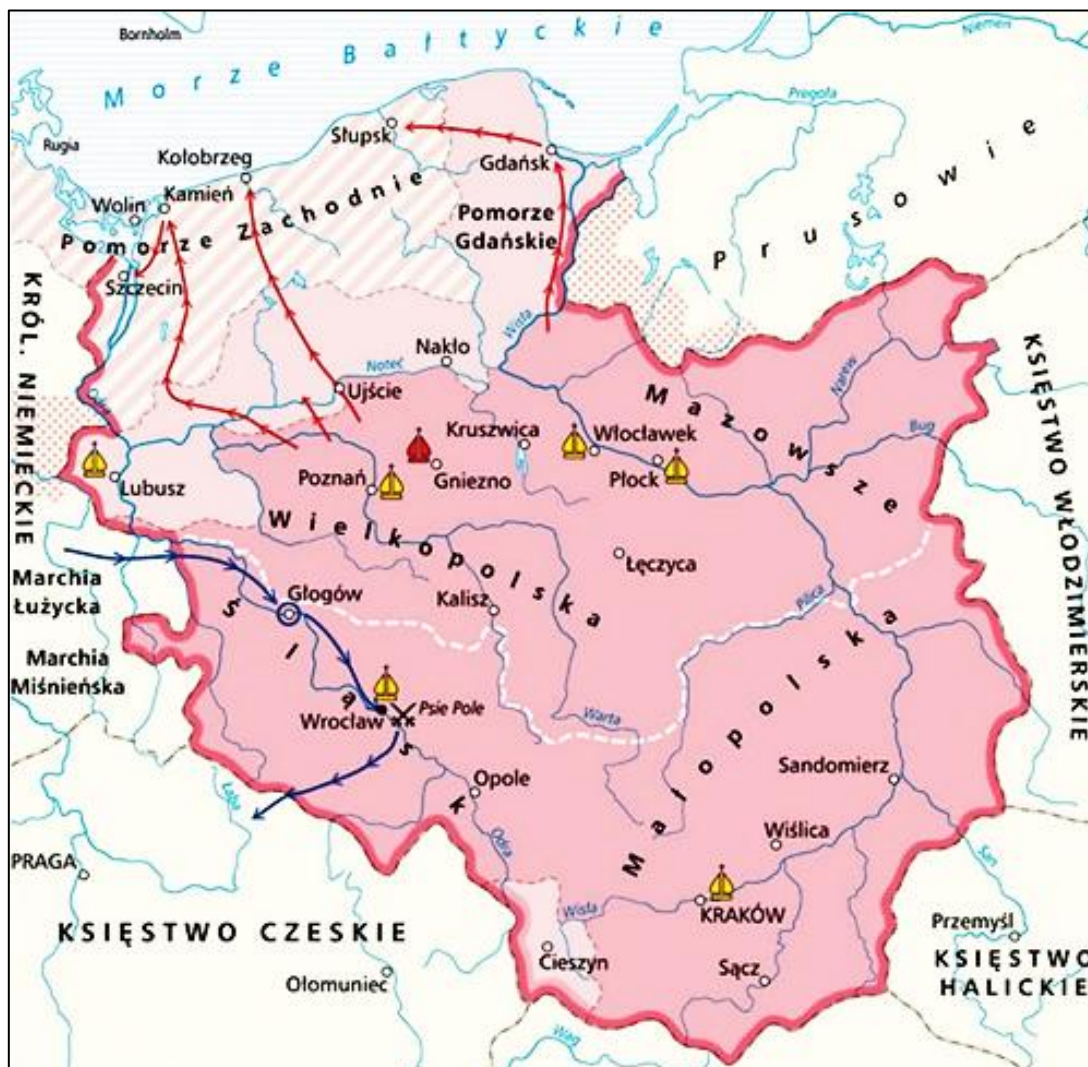 Bornholm
Morze Bałtyckie
Niemen
Pregoła
Rugia
Słupsk
Gdańsk
Kołobrzeg
Kamień
Wolin
Pomorze Zachodnie
Pomorze
Gdańskie
Prusowie
Szczecin
KRÓL. NIEMIECKIE
Wisła
Nakło
Noteć
Ujście
Odra
Narew
Mazowsze
KSIĘSTWO WŁODZIMIERSKIE
Kruszwica
Włocławek
Bug
Lubusz
Poznań
Gniezno
Płock
Wielkopolska
Łęczyca
Marchia
Łużycka
Głogów
Kalisz
Pilica
Śląsk
Małopolska
Marchia
Miśnieńska
Wrocław
Psie Pole
Warta
Łaba
Opole
Sandomierz
Odra
Wiślica
San
PRAGA
Wisła
KRAKÓW
Przemyśl
KSIĘSTWO CZESKIE
Cieszyn
Sącz
KSIĘSTWO
HALICKIE
Ołomuniec
Wag